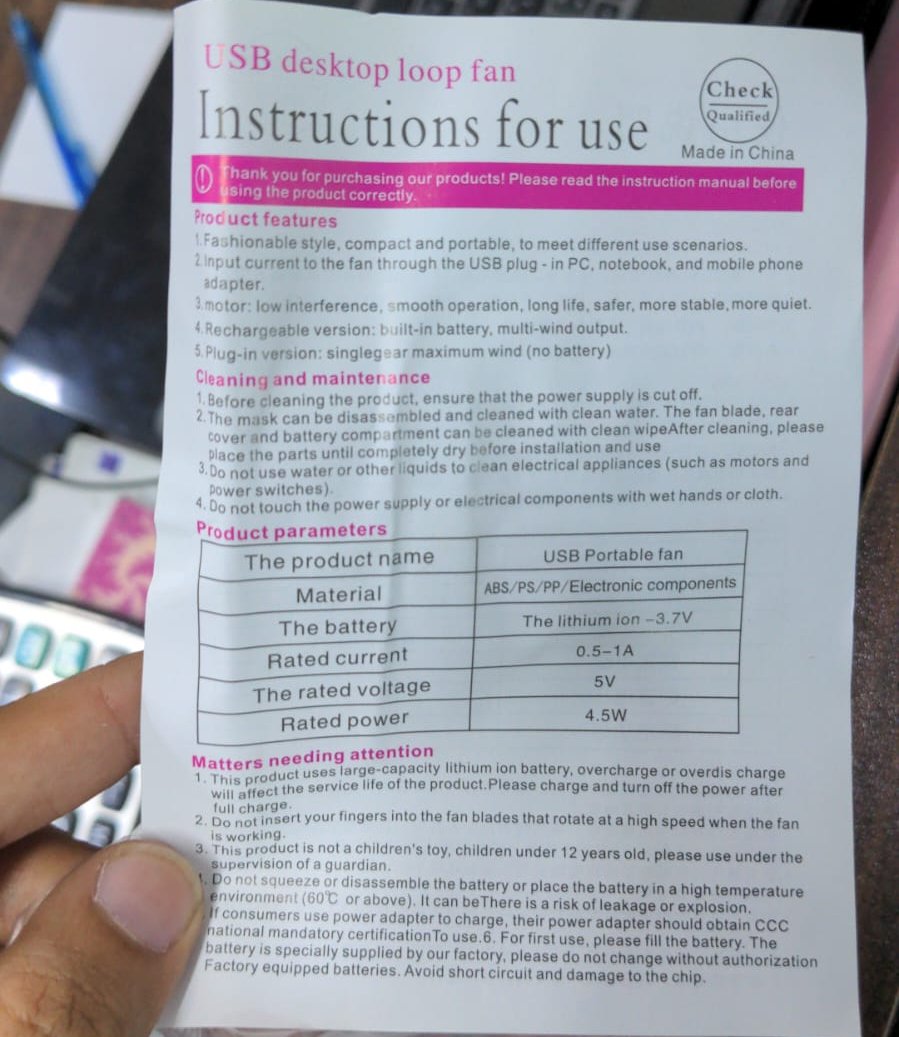 USB desktop loop fan
Instructions for use
Check
Qualified
Made in China
Thank you for purchasing our products! Please read the instruction manual before
using the product correctly.
Product features
1.Fashionable style, compact and portable, to meet different use scenarios.
2.Input current to the fan through the USB plug - in PC, notebook, and mobile phone
adapter.
3.motor: low interference, smooth operation, long life, safer, more stable, more quiet.
4.Rechargeable version: built-in battery, multi-wind output.
5.Plug-in version: singlegear maximum wind (no battery)
Cleaning and maintenance
1.Before cleaning the product, ensure that the power supply is cut off.
2.The mask can be disassembled and cleaned with clean water. The fan blade, rear
cover and battery compartment can be cleaned with clean wipeAfter cleaning, please
place the parts until completely dry before installation and use
3.Do not use water or other liquids to clean electrical appliances (such as motors and
power switches).
4. Do not touch the power supply or electrical components with wet hands or cloth.
Product parameters
The product name USB Portable fan
Material ABS/PS/PP/Electronic components
The battery The lithium ion -3.7V
Rated current 0.5-1A
The rated voltage 5V
Rated power 4.5W
Matters needing attention
1. This product uses large-capacity lithium ion battery, overcharge or overdis charge
will affect the service life of the product.Please charge and turn off the power after
full charge.
2. Do not insert your fingers into the fan blades that rotate at a high speed when the fan
is working.
3. This product is not a children's toy, children under 12 years old, please use under the
supervision of a guardian.
4. Do not squeeze or disassemble the battery or place the battery in a high temperature
environment (60℃ or above). It can beThere is a risk of leakage or explosion.
If consumers use power adapter to charge, their power adapter should obtain CCC
national mandatory certificationTo use.6. For first use, please fill the battery. The
battery is specially supplied by our factory, please do not change without authorization
Factory equipped batteries. Avoid short circuit and damage to the chip.